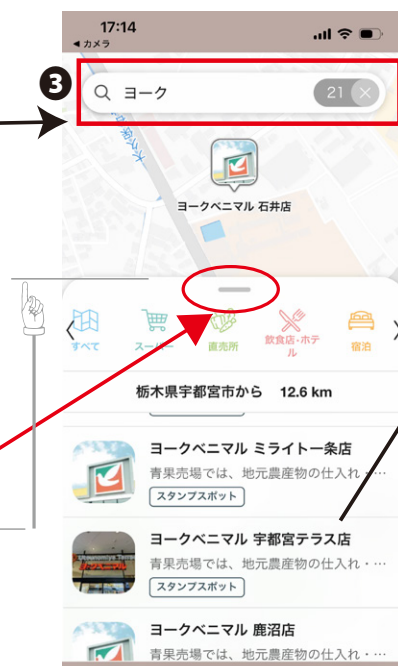 17:14
◀ カメラ
❸
ヨーク
21
ヨークベニマル 石井店
すべて
スーパー
直売所
飲食店・ホテ
ル
宿泊
栃木県宇都宮市から 12.6 km
ヨークベニマル ミライト一条店
青果売場では、地元農産物の仕入れ・…
スタンプスポット
ヨークベニマル 宇都宮テラス店
青果売場では、地元農産物の仕入れ・…
スタンプスポット
ヨークベニマル 鹿沼店
青果売場では、地元農産物の仕入れ・…